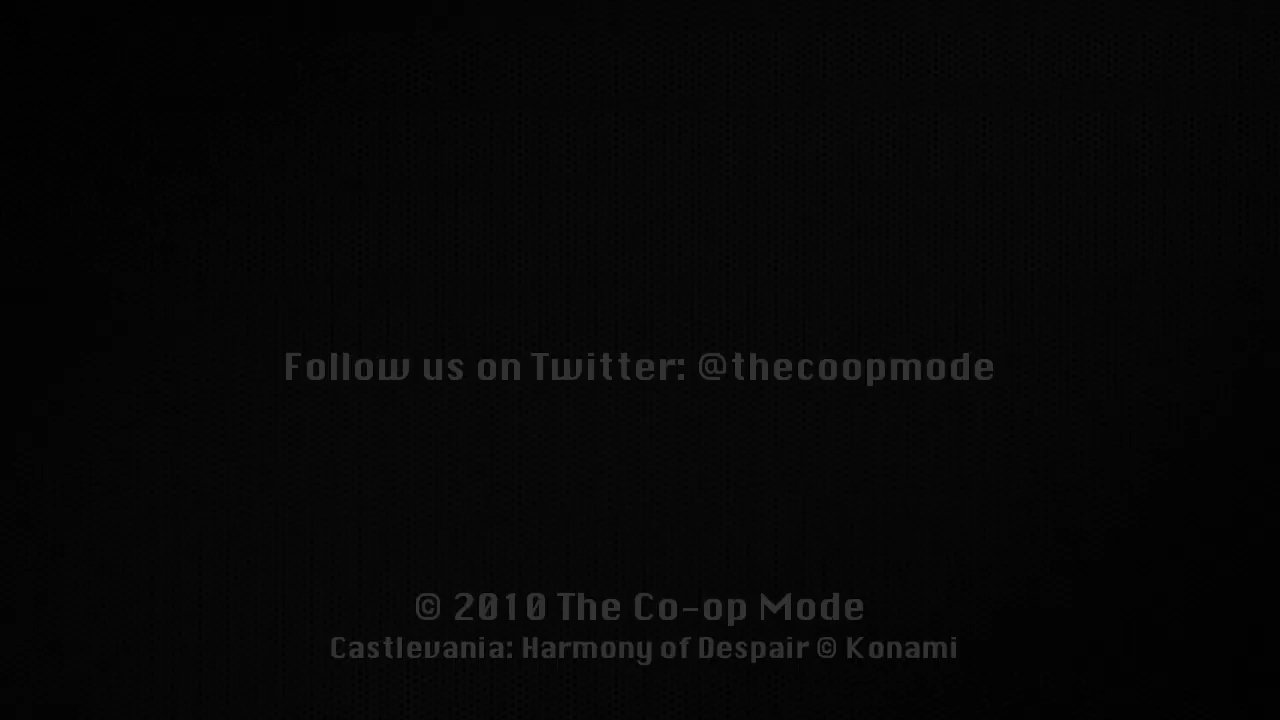 Follow us on Twitter: @thecoopmode
© 2010 The Co-op Mode
Castlevania: Harmony of Despair © Konami